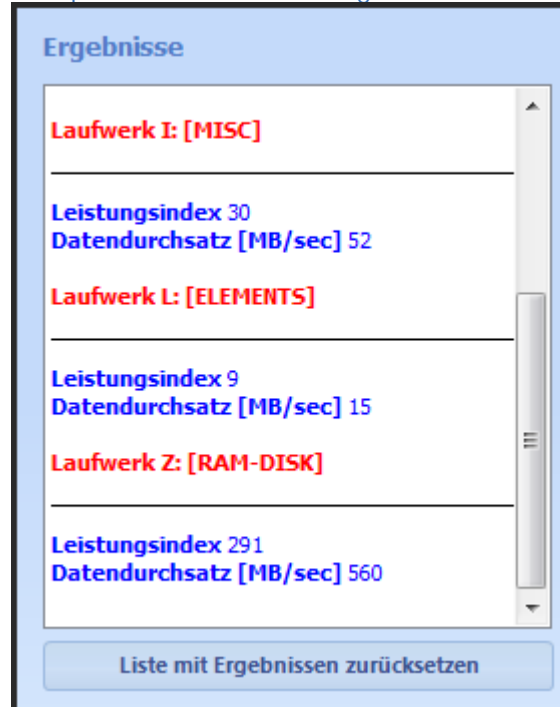 Ergebnisse
Laufwerk I: [MISC]
Leistungsindex 30
Datendurchsatz [MB/sec] 52
Laufwerk L: [ELEMENTS]
Leistungsindex 9
Datendurchsatz [MB/sec] 15
Laufwerk Z: [RAM-DISK]
Leistungsindex 291
Datendurchsatz [MB/sec] 560
Liste mit Ergebnissen zurücksetzen